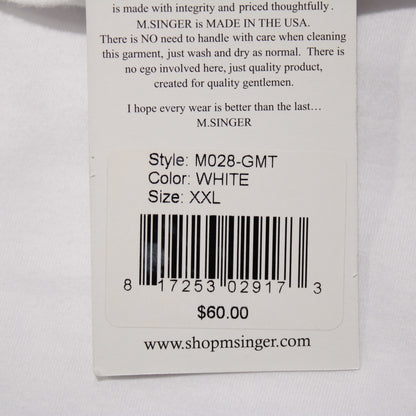 is made with integrity and priced thoughtfully.
M.SINGER is MADE IN THE USA.
There is NO need to handle with care when cleaning
this garment, just wash and dry as normal. There is
no ego involved here, just quality product,
created for quality gentlemen.
I hope every wear is better than the last...
M.SINGER
Style: M028-GMT
Color: WHITE
Size: XXL
8 17253 02917 3
$60.00
www.shopmsinger.com